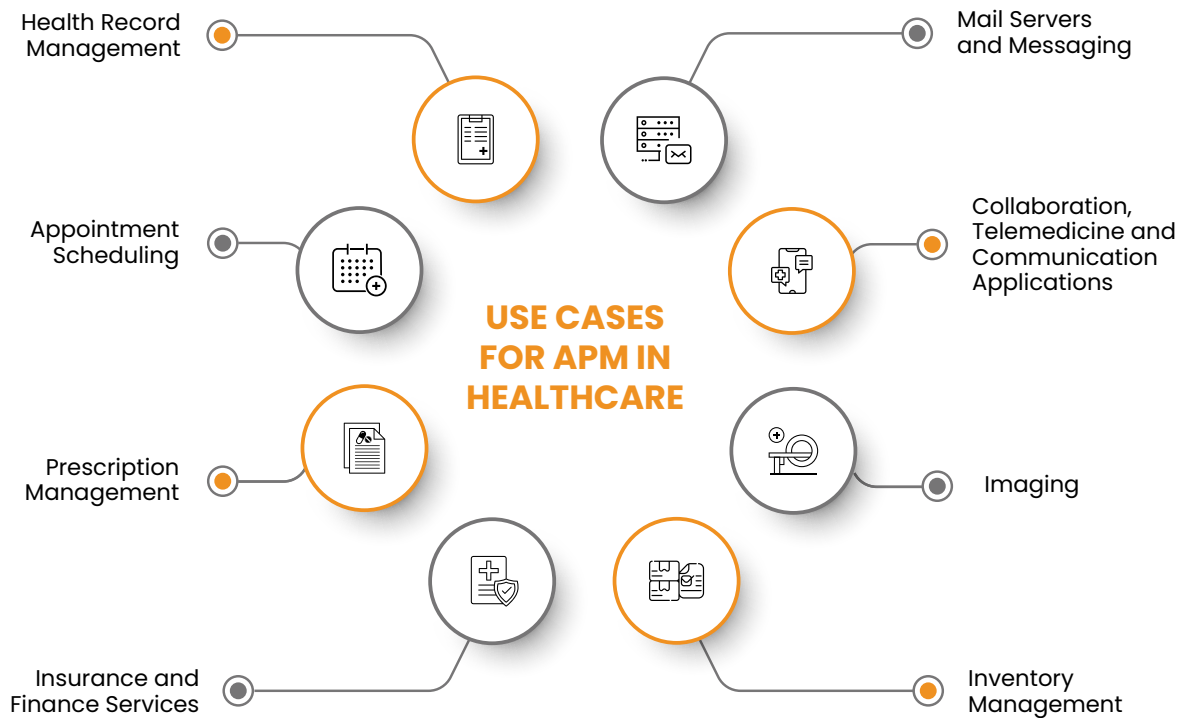 Health Record
Management
Mail Servers
and Messaging
Appointment
Scheduling
Collaboration,
Telemedicine and
Communication
Applications
USE CASES
FOR APM IN
HEALTHCARE
Prescription
Management
Imaging
Insurance and
Finance Services
Inventory
Management